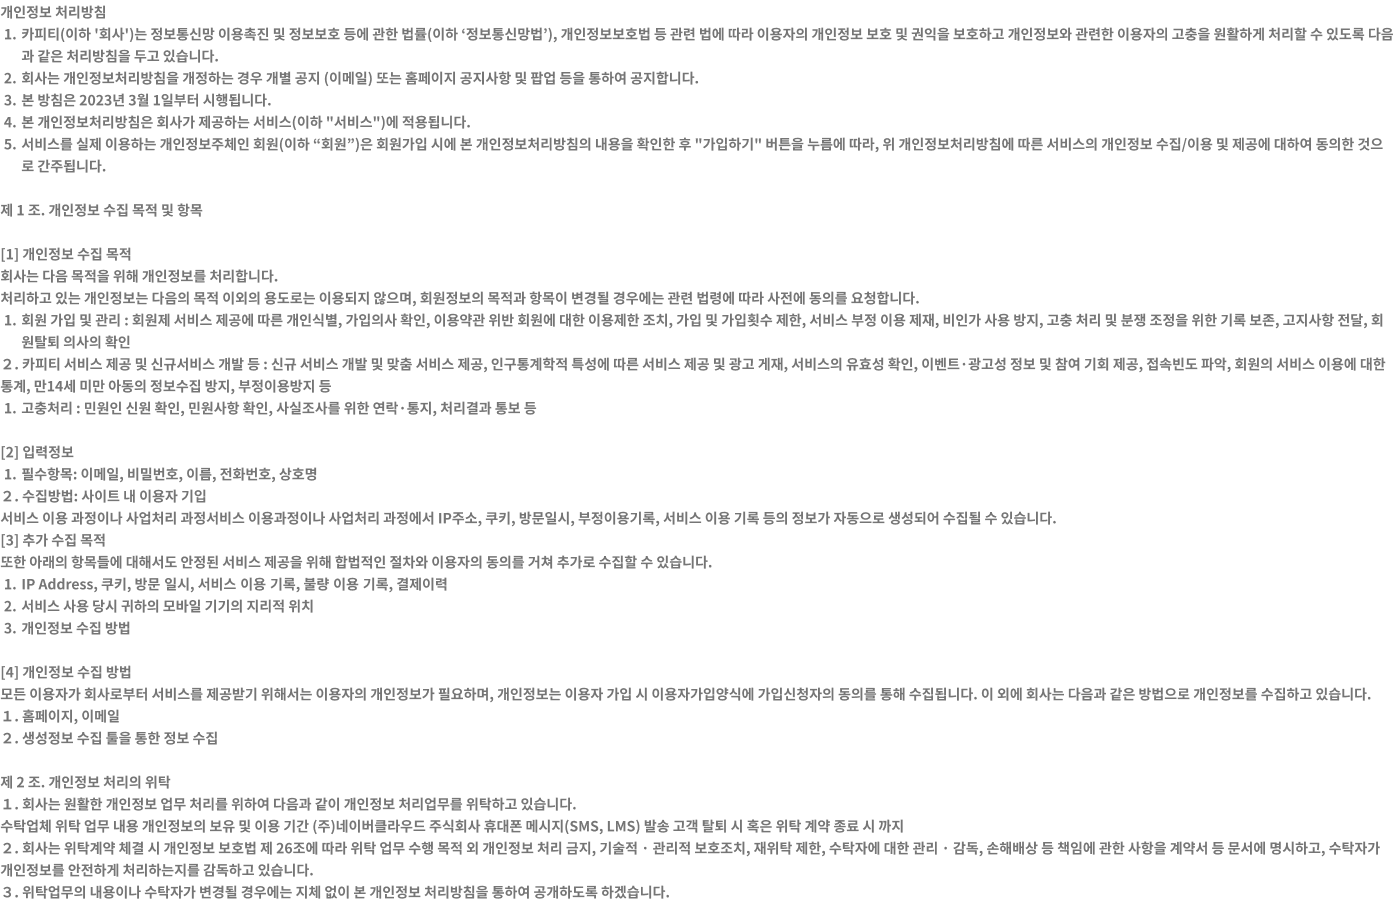 개인정보 처리방침
1. 카피티(이하 '회사')는 정보통신망 이용촉진 및 정보보호 등에 관한 법률(이하 ‘정보통신망법’), 개인정보보호법 등 관련 법에 따라 이용자의 개인정보 보호 및 권익을 보호하고 개인정보와 관련한 이용자의 고충을 원활하게 처리할 수 있도록 다음
과 같은 처리방침을 두고 있습니다.
2. 회사는 개인정보처리방침을 개정하는 경우 개별 공지 (이메일) 또는 홈페이지 공지사항 및 팝업 등을 통하여 공지합니다.
3. 본 방침은 2023년 3월 1일부터 시행됩니다.
4. 본 개인정보처리방침은 회사가 제공하는 서비스(이하 "서비스")에 적용됩니다.
5. 서비스를 실제 이용하는 개인정보주체인 회원(이하 “회원”)은 회원가입 시에 본 개인정보처리방침의 내용을 확인한 후 "가입하기" 버튼을 누름에 따라, 위 개인정보처리방침에 따른 서비스의 개인정보 수집/이용 및 제공에 대하여 동의한 것으
로 간주됩니다.
제 1 조. 개인정보 수집 목적 및 항목
[1] 개인정보 수집 목적
회사는 다음 목적을 위해 개인정보를 처리합니다.
처리하고 있는 개인정보는 다음의 목적 이외의 용도로는 이용되지 않으며, 회원정보의 목적과 항목이 변경될 경우에는 관련 법령에 따라 사전에 동의를 요청합니다.
1. 회원 가입 및 관리 : 회원제 서비스 제공에 따른 개인식별, 가입의사 확인, 이용약관 위반 회원에 대한 이용제한 조치, 가입 및 가입횟수 제한, 서비스 부정 이용 제재, 비인가 사용 방지, 고충 처리 및 분쟁 조정을 위한 기록 보존, 고지사항 전달, 회
원탈퇴 의사의 확인
２. 카피티 서비스 제공 및 신규서비스 개발 등 : 신규 서비스 개발 및 맞춤 서비스 제공, 인구통계학적 특성에 따른 서비스 제공 및 광고 게재, 서비스의 유효성 확인, 이벤트·광고성 정보 및 참여 기회 제공, 접속빈도 파악, 회원의 서비스 이용에 대한
통계, 만14세 미만 아동의 정보수집 방지, 부정이용방지 등
1. 고충처리 : 민원인 신원 확인, 민원사항 확인, 사실조사를 위한 연락·통지, 처리결과 통보 등
[2] 입력정보
1. 필수항목: 이메일, 비밀번호, 이름, 전화번호, 상호명
２. 수집방법: 사이트 내 이용자 기입
서비스 이용 과정이나 사업처리 과정서비스 이용과정이나 사업처리 과정에서 IP주소, 쿠키, 방문일시, 부정이용기록, 서비스 이용 기록 등의 정보가 자동으로 생성되어 수집될 수 있습니다.
[3] 추가 수집 목적
또한 아래의 항목들에 대해서도 안정된 서비스 제공을 위해 합법적인 절차와 이용자의 동의를 거쳐 추가로 수집할 수 있습니다.
1. IP Address, 쿠키, 방문 일시, 서비스 이용 기록, 불량 이용 기록, 결제이력
2. 서비스 사용 당시 귀하의 모바일 기기의 지리적 위치
3. 개인정보 수집 방법
[4] 개인정보 수집 방법
모든 이용자가 회사로부터 서비스를 제공받기 위해서는 이용자의 개인정보가 필요하며, 개인정보는 이용자 가입 시 이용자가입양식에 가입신청자의 동의를 통해 수집됩니다. 이 외에 회사는 다음과 같은 방법으로 개인정보를 수집하고 있습니다.
１. 홈페이지, 이메일
２. 생성정보 수집 툴을 통한 정보 수집
제 2 조. 개인정보 처리의 위탁
１. 회사는 원활한 개인정보 업무 처리를 위하여 다음과 같이 개인정보 처리업무를 위탁하고 있습니다.
수탁업체 위탁 업무 내용 개인정보의 보유 및 이용 기간 (주)네이버클라우드 주식회사 휴대폰 메시지(SMS, LMS) 발송 고객 탈퇴 시 혹은 위탁 계약 종료 시 까지
２. 회사는 위탁계약 체결 시 개인정보 보호법 제 26조에 따라 위탁 업무 수행 목적 외 개인정보 처리 금지, 기술적・관리적 보호조치, 재위탁 제한, 수탁자에 대한 관리・감독, 손해배상 등 책임에 관한 사항을 계약서 등 문서에 명시하고, 수탁자가
개인정보를 안전하게 처리하는지를 감독하고 있습니다.
３. 위탁업무의 내용이나 수탁자가 변경될 경우에는 지체 없이 본 개인정보 처리방침을 통하여 공개하도록 하겠습니다.